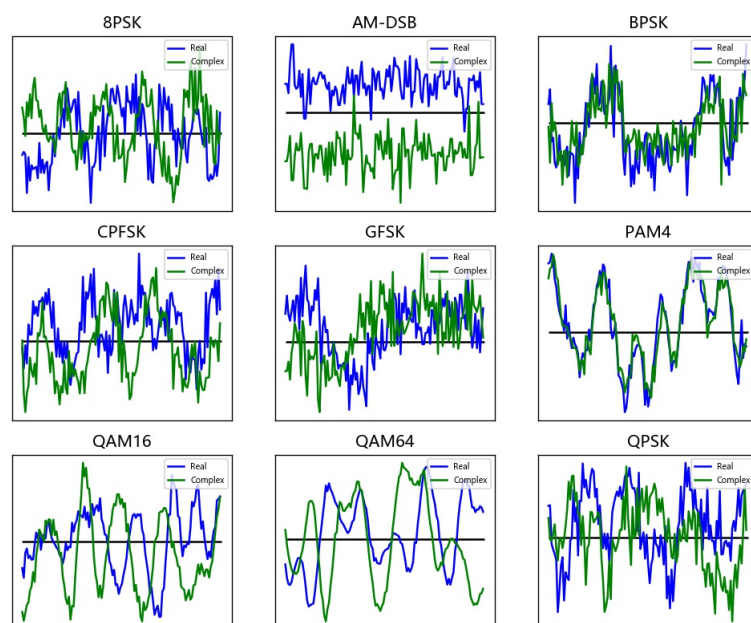 8PSK
Real
Complex
AM-DSB
Real
Complex
BPSK
Real
Complex
CPFSK
Real
Complex
GFSK
Real
Complex
PAM4
Real
Complex
QAM16
Real
Complex
QAM64
Real
Complex
QPSK
Real
Complex